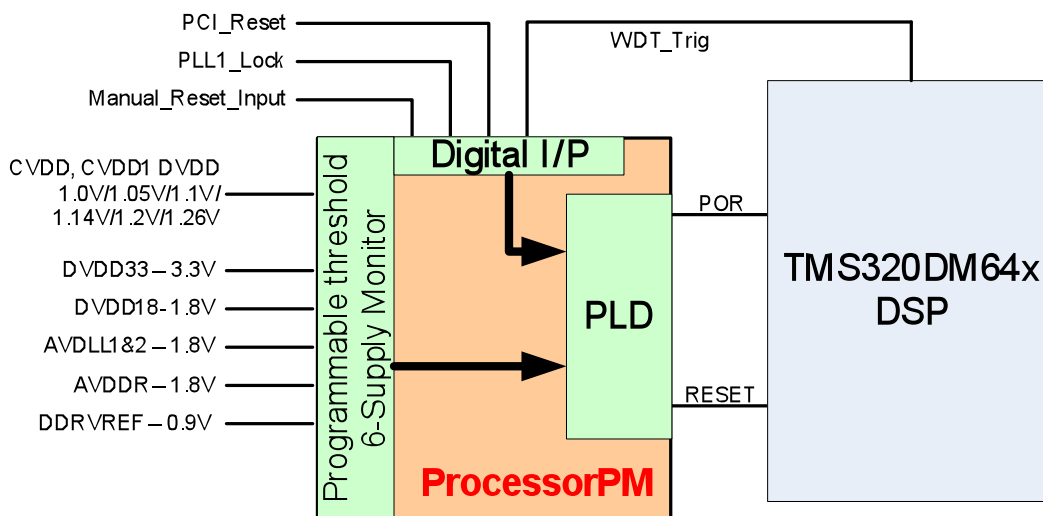 PCI_Reset
WDT_Trig
PLL1_Lock
Manual_Reset_Input
Digital I/P
CVDD, CVDD1 DVDD
1.0V/1.05V/1.1V/
1.14V/1.2V/1.26V
DVDD33–3.3V
DVDD18-1.8V
AVDLL1&2–1.8V
AVDDR–1.8V
DDRVREF–0.9V
Programmable threshold
6-Supply Monitor
PLD
POR
RESET
TMS320DM64x
DSP
ProcessorPM